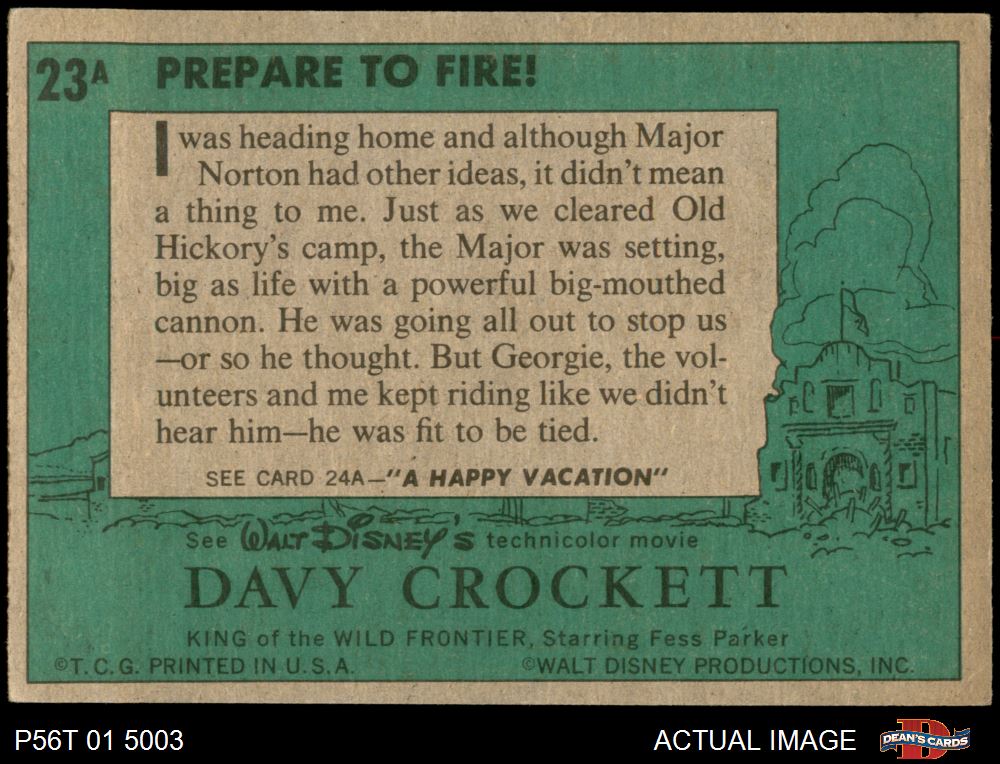 23A PREPARE TO FIRE!
I was heading home and although Major
Norton had other ideas, it didn't mean
a thing to me. Just as we cleared Old
Hickory's camp, the Major was setting,
big as life with a powerful big-mouthed
cannon. He was going all out to stop us
—or so he thought. But Georgie, the vol-
unteers and me kept riding like we didn't
hear him—he was fit to be tied.
SEE CARD 24A—"A HAPPY VACATION"
See WALT DISNEY'S technicolor movie
DAVY CROCKETT
KING of the WILD FRONTIER, Starring Fess Parker
©T.C.G. PRINTED IN U.S.A. ©WALT DISNEY PRODUCTIONS, INC.
P56T 01 5003 ACTUAL IMAGE D DEAN'S CARDS